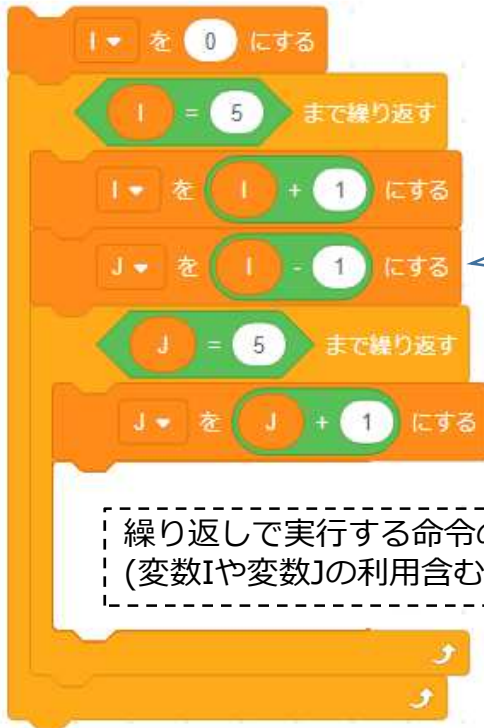 I を 0 にする
I = 5 まで繰り返す
I を I + 1 にする
J を I - 1 にする
J = 5 まで繰り返す
J を J + 1 にする
繰り返しで実行する命令の
(変数Iや変数Jの利用含む